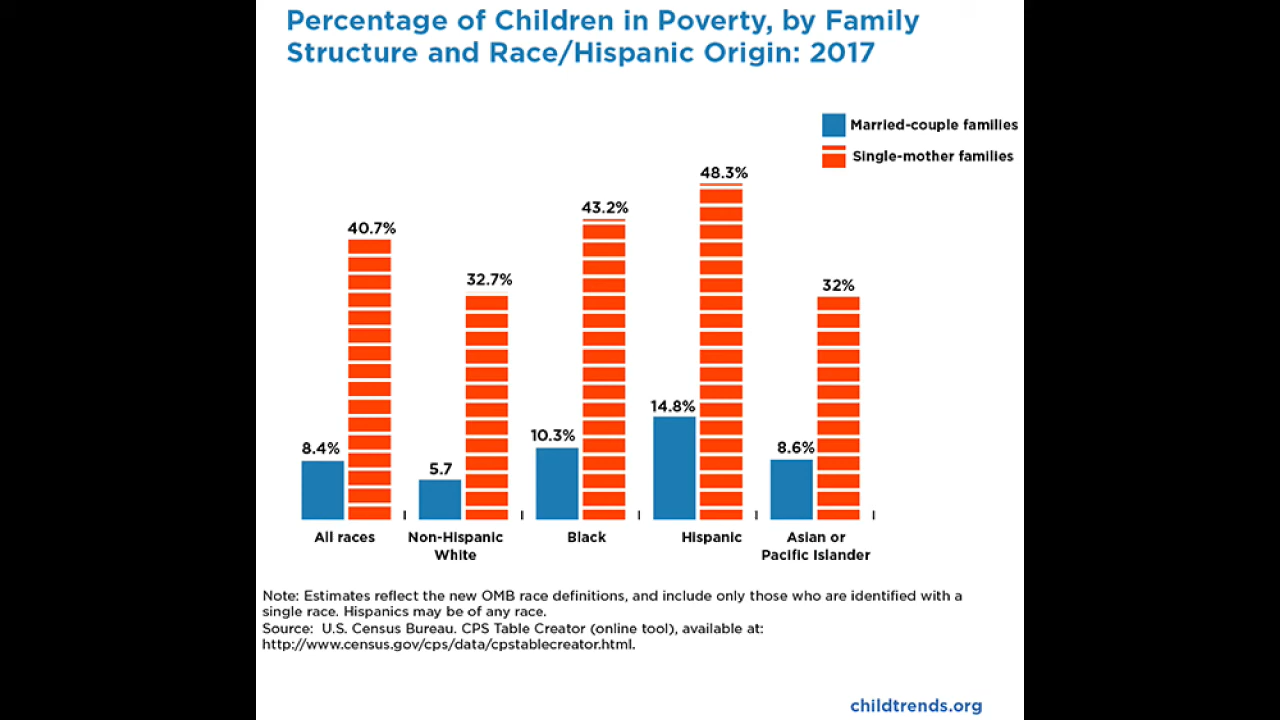 Percentage of Children in Poverty, by Family
Structure and Race/Hispanic Origin: 2017
Married-couple families
Single-mother families
48.3%
43.2%
40.7%
32.7%
32%
14.8%
10.3%
8.4%
8.6%
5.7
All races
Non-Hispanic
White
Black
Hispanic
Asian or
Pacific Islander
Note: Estimates reflect the new OMB race definitions, and include only those who are identified with a
single race. Hispanics may be of any race.
Source:  U.S. Census Bureau. CPS Table Creator (online tool), available at:
http://www.census.gov/cps/data/cpstablecreator.html.
childtrends.org